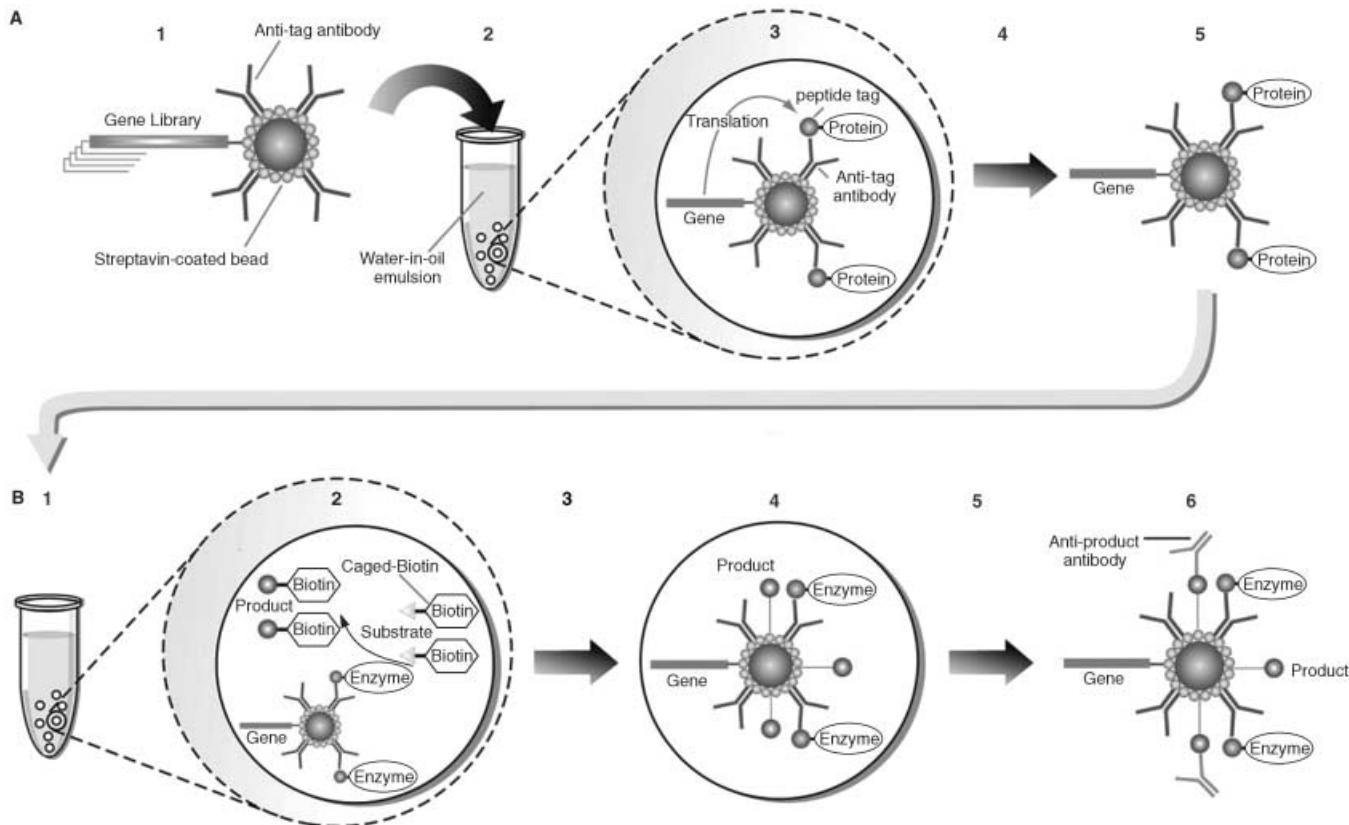 A
1
2
3
4
5
Anti-tag antibody
Gene Library
Streptavin-coated bead
Water-in-oil
emulsion
peptide tag
Translation
Protein
Anti-tag
antibody
Gene
Protein
Protein
Gene
Protein
B
1
2
3
4
5
6
Caged-Biotin
Biotin
Biotin
Product
Biotin
Substrate
Biotin
Enzyme
Gene
Enzyme
Product
Enzyme
Gene
Enzyme
Anti-product
antibody
Enzyme
Gene
Product
Enzyme